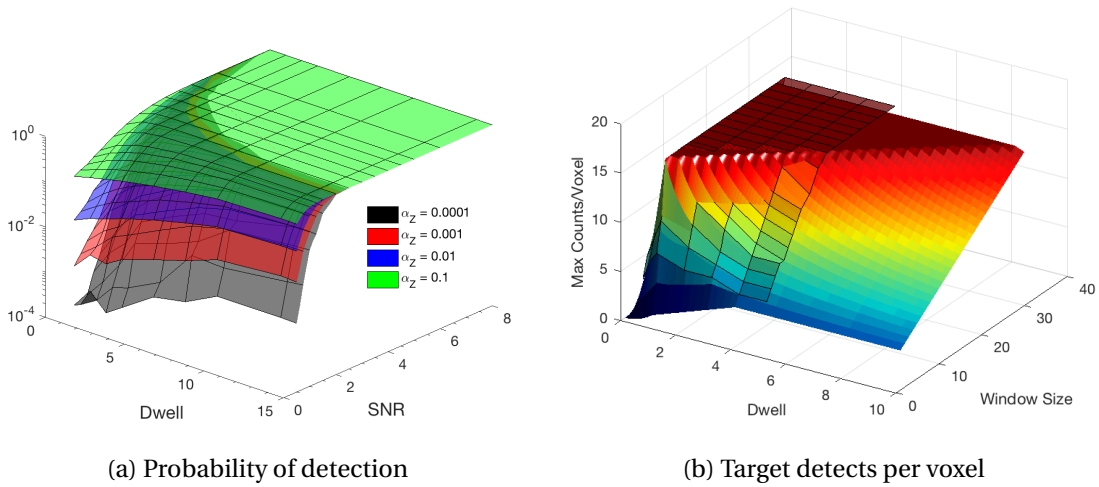 10^0
10^-2
10^-4
0
5
10
15
Dwell
0
2
4
6
8
SNR
α_Z = 0.0001
α_Z = 0.001
α_Z = 0.01
α_Z = 0.1
(a) Probability of detection
20
15
10
5
0
Max Counts/Voxel
0
2
4
6
8
10
Dwell
0
10
20
30
40
Window Size
(b) Target detects per voxel